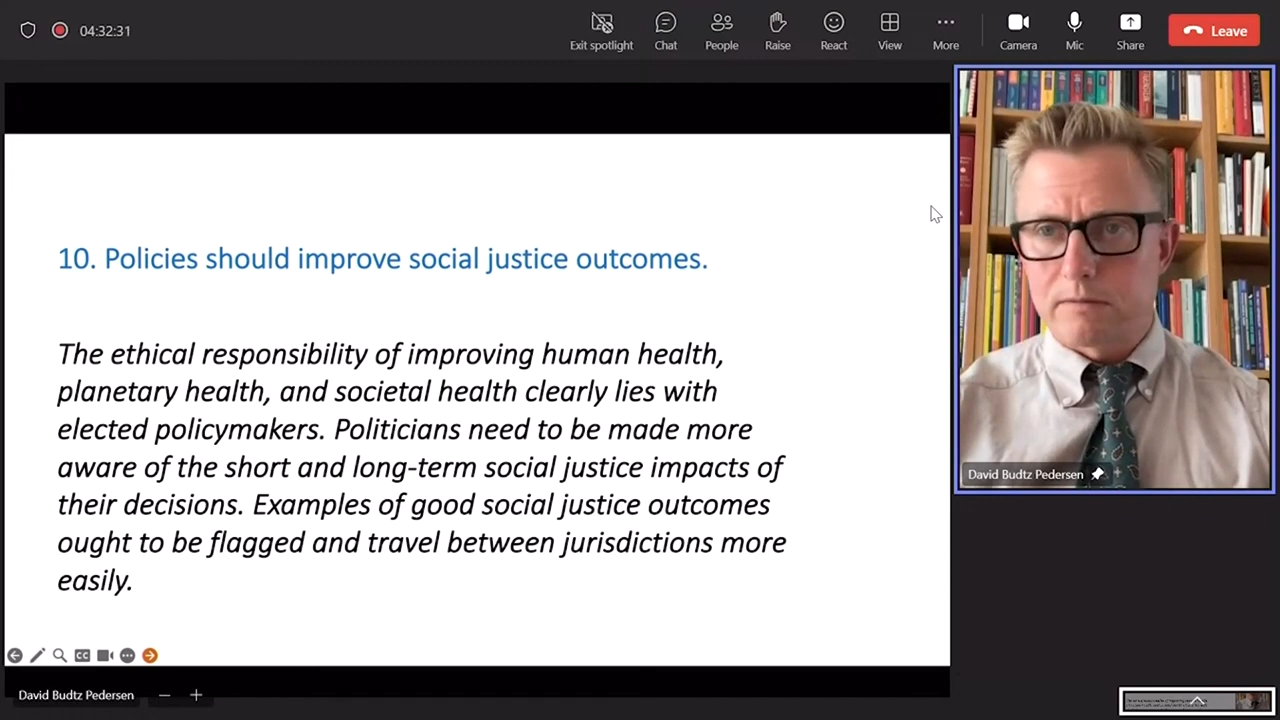 04:32:31
Exit spotlight
Chat
People
Raise
React
View
More
Camera
Mic
Share
Leave
10. Policies should improve social justice outcomes.
The ethical responsibility of improving human health,
planetary health, and societal health clearly lies with
elected policymakers. Politicians need to be made more
aware of the short and long-term social justice impacts of
their decisions. Examples of good social justice outcomes
ought to be flagged and travel between jurisdictions more
easily.
David Budtz Pedersen
CC
David Budtz Pedersen